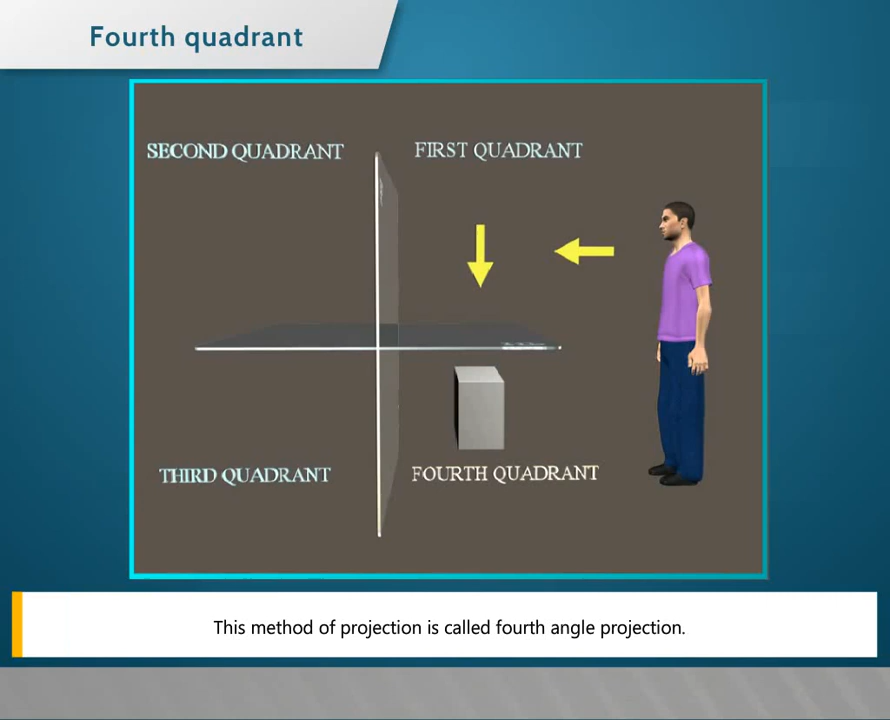 Fourth quadrant
SECOND QUADRANT
FIRST QUADRANT
THIRD QUADRANT
FOURTH QUADRANT
This method of projection is called fourth angle projection.